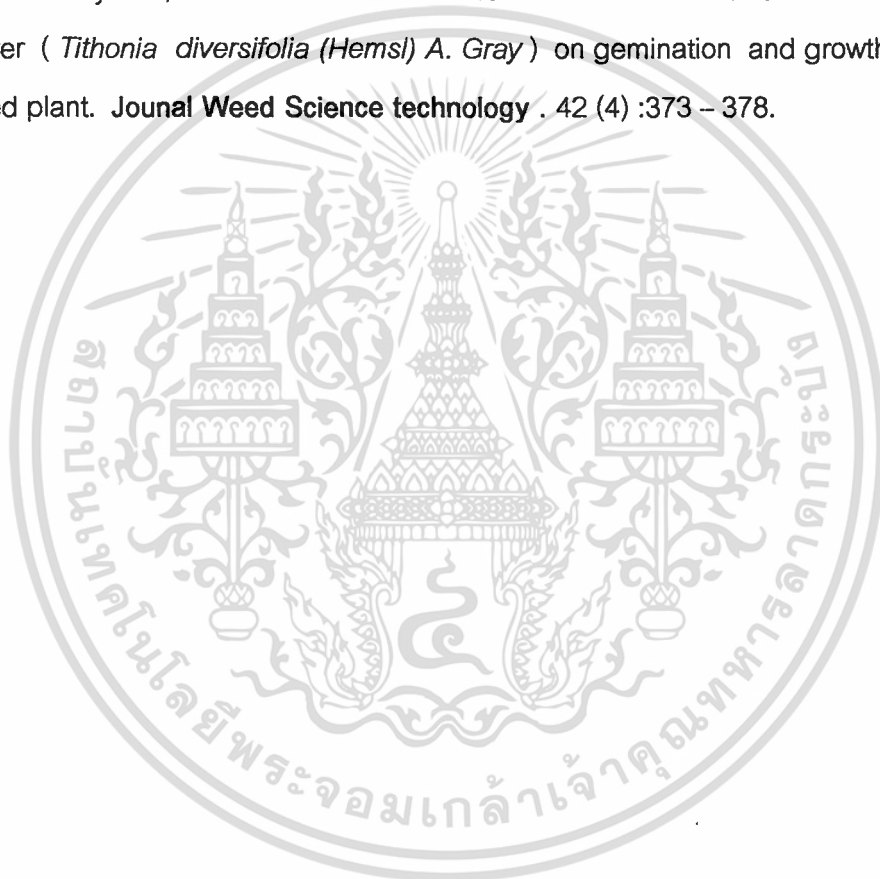 er ( Tithonia diversifolia (Hemsl) A. Gray ) on gemination and growth
ed plant. Jounal Weed Science technology . 42 (4) :373 – 378.
สถาบันเทคโนโลยีพระจอมเกล้าเจ้าคุณทหารลาดกระบัง